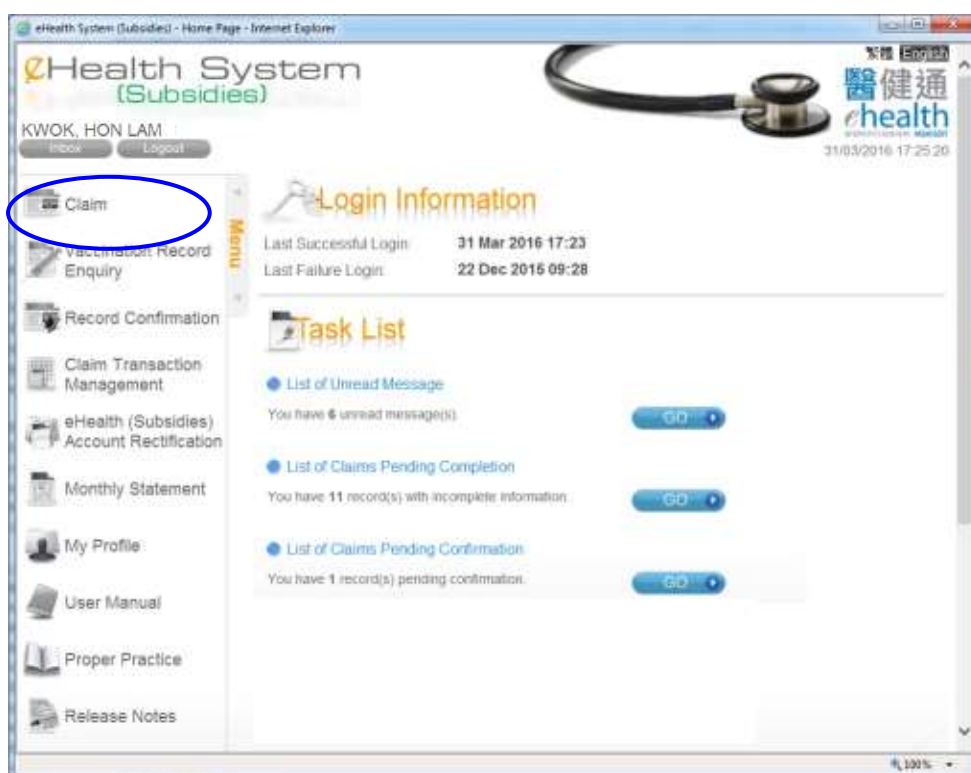 eHealth System (Subsidies) - Home Page - Internet Explorer
eHealth System
(Subsidies)
繁體 English
醫健通
ehealth
KWOK, HON LAM
Inbox Logout
31/03/2016 17:25:20
Claim
Vaccination Record
Enquiry
Record Confirmation
Claim Transaction
Management
eHealth (Subsidies)
Account Rectification
Monthly Statement
My Profile
User Manual
Proper Practice
Release Notes
Menu
Login Information
Last Successful Login: 31 Mar 2016 17:23
Last Failure Login: 22 Dec 2015 09:28
Task List
List of Unread Message
You have 6 unread message(s).
GO
List of Claims Pending Completion
You have 11 record(s) with incomplete information.
GO
List of Claims Pending Confirmation
You have 1 record(s) pending confirmation.
GO
100%